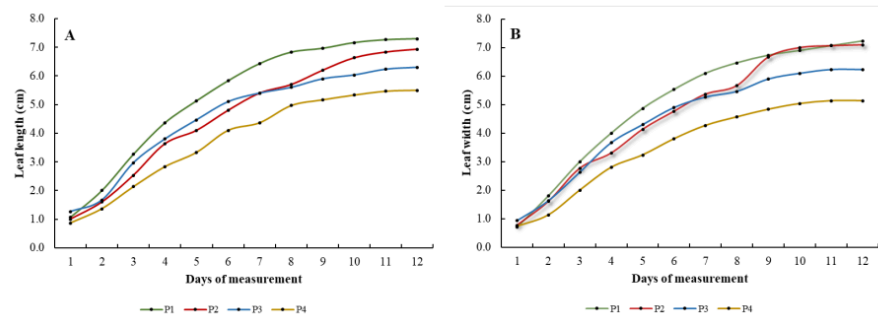 A
Leaf length (cm)
8.0
7.0
6.0
5.0
4.0
3.0
2.0
1.0
0.0
1 2 3 4 5 6 7 8 9 10 11 12
Days of measurement
P1 P2 P3 P4
B
Leaf width (cm)
8.0
7.0
6.0
5.0
4.0
3.0
2.0
1.0
0.0
1 2 3 4 5 6 7 8 9 10 11 12
Days of measurement
P1 P2 P3 P4